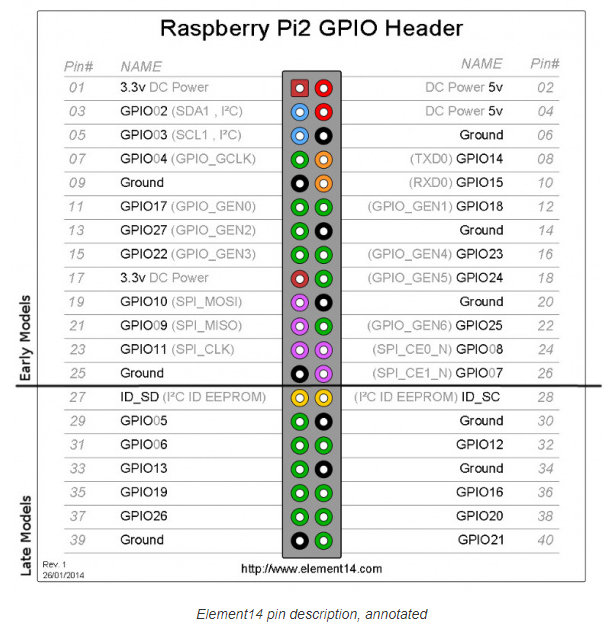 Raspberry Pi2 GPIO Header
Pin# NAME NAME Pin#
01 3.3v DC Power DC Power 5v 02
03 GPIO02 (SDA1 , I²C) DC Power 5v 04
05 GPIO03 (SCL1 , I²C) Ground 06
07 GPIO04 (GPIO_GCLK) (TXD0) GPIO14 08
09 Ground (RXD0) GPIO15 10
11 GPIO17 (GPIO_GEN0) (GPIO_GEN1) GPIO18 12
13 GPIO27 (GPIO_GEN2) Ground 14
15 GPIO22 (GPIO_GEN3) (GPIO_GEN4) GPIO23 16
17 3.3v DC Power (GPIO_GEN5) GPIO24 18
19 GPIO10 (SPI_MOSI) Ground 20
21 GPIO09 (SPI_MISO) (GPIO_GEN6) GPIO25 22
23 GPIO11 (SPI_CLK) (SPI_CE0_N) GPIO08 24
25 Ground (SPI_CE1_N) GPIO07 26
Early Models
27 ID_SD (I²C ID EEPROM) (I²C ID EEPROM) ID_SC 28
29 GPIO05 Ground 30
31 GPIO06 GPIO12 32
33 GPIO13 Ground 34
35 GPIO19 GPIO16 36
37 GPIO26 GPIO20 38
39 Ground GPIO21 40
Late Models
Rev. 1
26/01/2014
http://www.element14.com
Element14 pin description, annotated